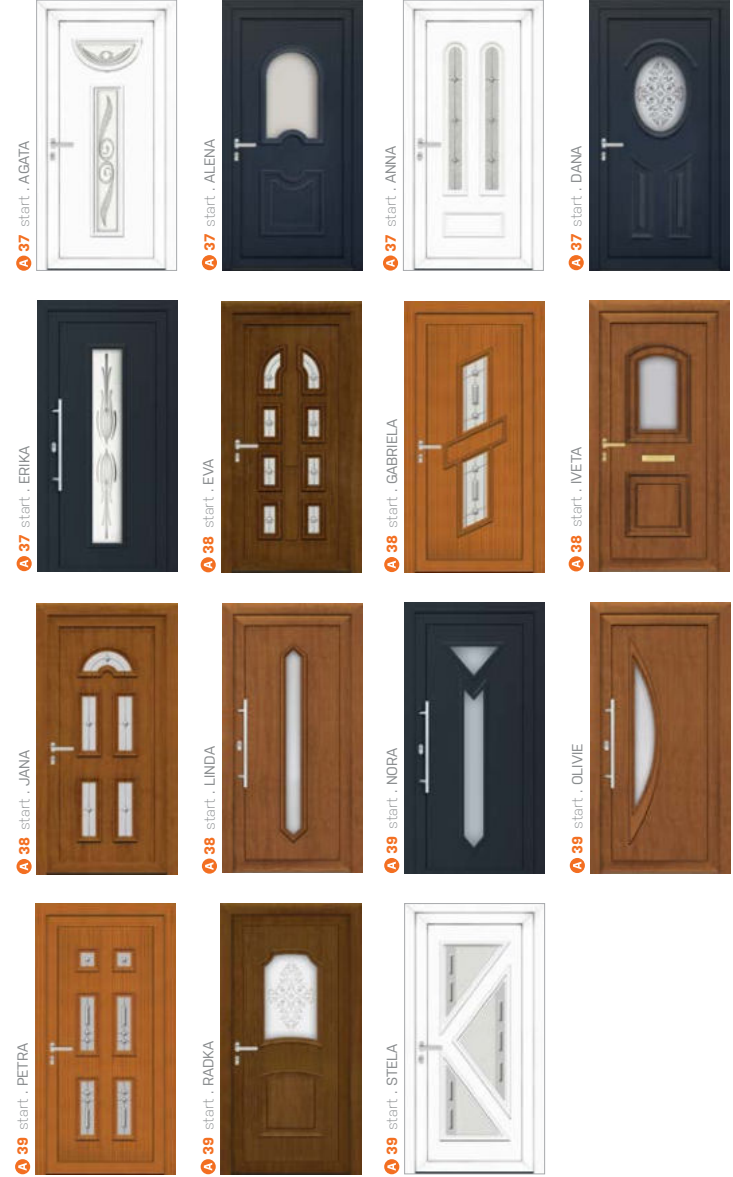 A 37 start . AGATA
A 37 start . ALENA
A 37 start . ANNA
A 37 start . DANA
A 37 start . ERIKA
A 38 start . EVA
A 38 start . GABRIELA
A 38 start . IVETA
A 38 start . JANA
A 38 start . LINDA
A 39 start . NORA
A 39 start . OLIVIE
A 39 start . PETRA
A 39 start . RADKA
A 39 start . STELA